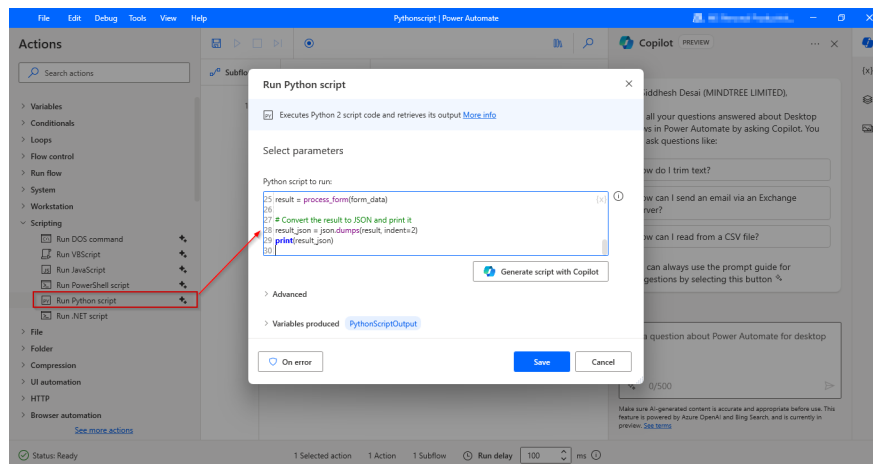 File Edit Debug Tools View Help
Pythonscript | Power Automate
Actions
Search actions
Variables
Conditionals
Loops
Flow control
Run flow
System
Workstation
Scripting
Run DOS command
Run VBScript
Run JavaScript
Run PowerShell script
Run Python script
Run .NET script
File
Folder
Compression
UI automation
HTTP
Browser automation
See more actions
Subflo
1
Run Python script
PY Executes Python 2 script code and retrieves its output More info
Select parameters
Python script to run:
25 result = process_form(form_data)
{x}
26
27 # Convert the result to JSON and print it
28 result_json = json.dumps(result, indent=2)
29 print(result_json)
30
Generate script with Copilot
Advanced
Variables produced PythonScriptOutput
On error
Save Cancel
Copilot PREVIEW
iddhesh Desai (MINDTREE LIMITED),
all your questions answered about Desktop
ws in Power Automate by asking Copilot. You
ask questions like:
ow do I trim text?
ow can I send an email via an Exchange
rver?
ow can I read from a CSV file?
can always use the prompt guide for
gestions by selecting this button
a question about Power Automate for desktop
0/500
Make sure AI-generated content is accurate and appropriate before use. This
feature is powered by Azure OpenAI and Bing Search, and is currently in
preview. See terms
{x}
Status: Ready
1 Selected action 1 Action 1 Subflow Run delay 100 ms